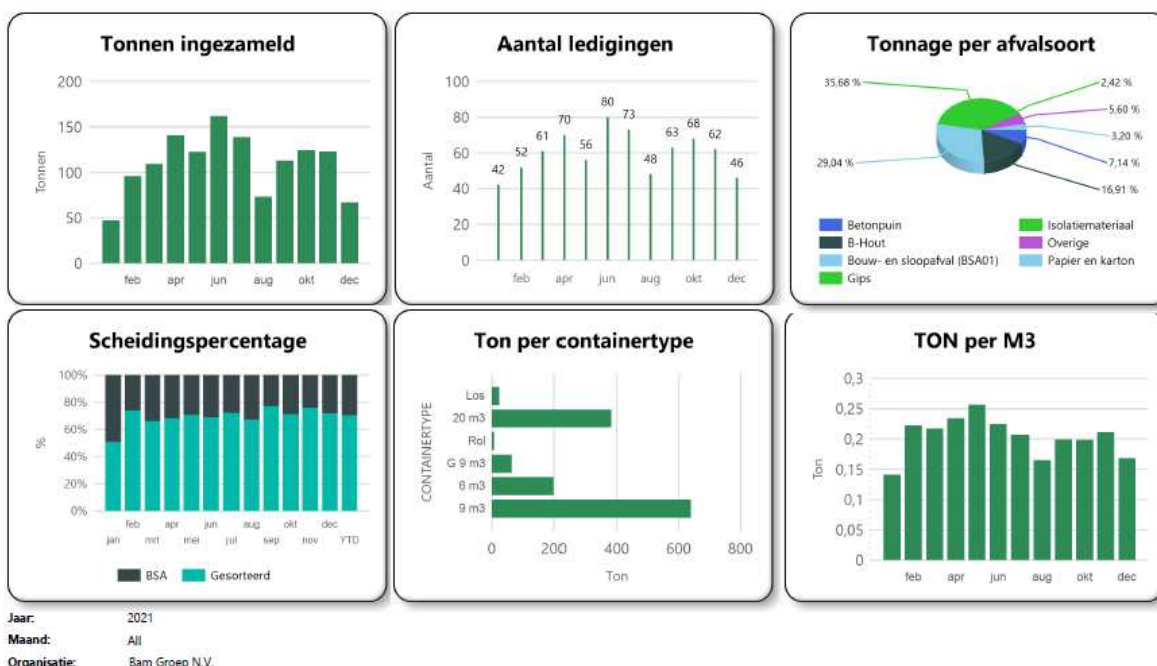 Tonnen ingezameld
Tonnen
200
150
100
50
0
feb apr jun aug okt dec
Aantal ledigingen
Aantal
100
80
60
40
20
0
42 52 61 70 56 80 73 48 63 68 62 46
feb apr jun aug okt dec
Tonnage per afvalsoort
35,68 %
2,42 %
5,60 %
3,20 %
7,14 %
16,91 %
29,04 %
Betonpuin
B-Hout
Bouw- en sloopafval (BSA01)
Gips
Isolatiemateriaal
Overige
Papier en karton
Scheidingspercentage
%
100%
80%
60%
40%
20%
0%
feb apr jun aug okt dec
jan mrt mei jul sep nov YTD
BSA Gesorteerd
Ton per containertype
CONTAINERTYPE
Los
20 m3
Rol
G 9 m3
6 m3
9 m3
0 200 400 600 800
Ton
TON per M3
Ton
0,3
0,25
0,2
0,15
0,1
0,05
0
feb apr jun aug okt dec
Jaar: 2021
Maand: All
Organisatie: Bam Groep N.V.